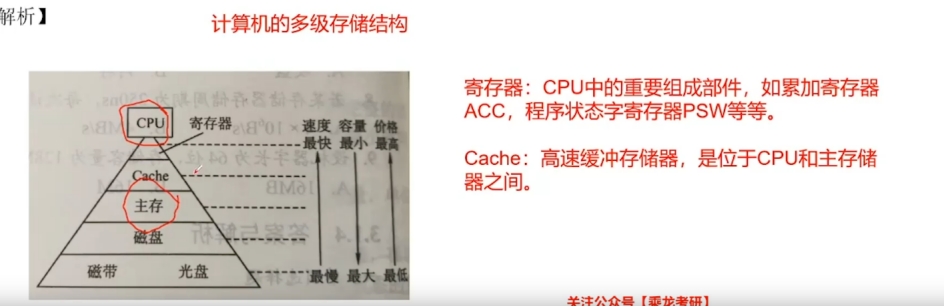 解析】
计算机的多级存储结构
CPU
寄存器
速度 容量 价格
最快 最小 最高
Cache
主存
磁盘
磁带
光盘
最慢 最大 最低
寄存器：CPU中的重要组成部件，如累加寄存器
ACC，程序状态字寄存器PSW等等。
Cache：高速缓冲存储器，是位于CPU和主存储
器之间。
关注公众号【乘龙考研】